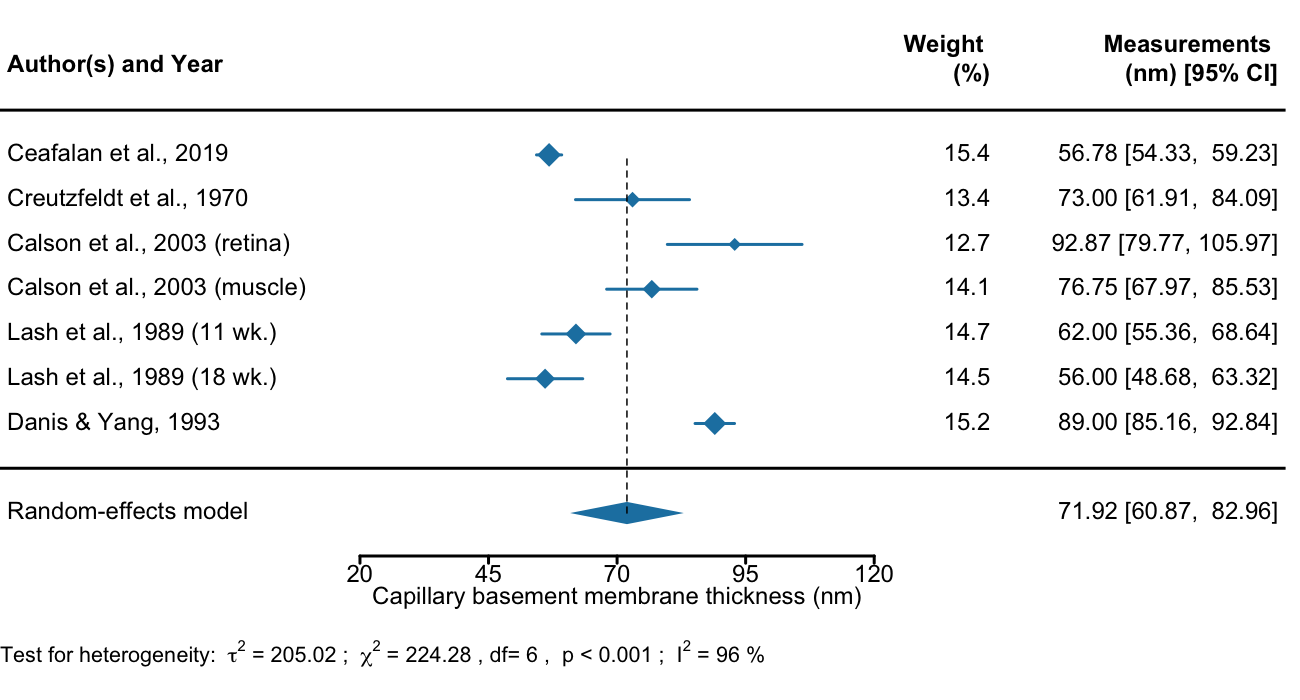 Author(s) and Year
Weight (%)
Measurements (nm) [95% CI]
Ceafalan et al., 2019 15.4 56.78 [54.33, 59.23]
Creutzfeldt et al., 1970 13.4 73.00 [61.91, 84.09]
Calson et al., 2003 (retina) 12.7 92.87 [79.77, 105.97]
Calson et al., 2003 (muscle) 14.1 76.75 [67.97, 85.53]
Lash et al., 1989 (11 wk.) 14.7 62.00 [55.36, 68.64]
Lash et al., 1989 (18 wk.) 14.5 56.00 [48.68, 63.32]
Danis & Yang, 1993 15.2 89.00 [85.16, 92.84]
Random-effects model 71.92 [60.87, 82.96]
20 45 70 95 120
Capillary basement membrane thickness (nm)
Test for heterogeneity: τ² = 205.02 ; χ² = 224.28 , df= 6 , p < 0.001 ; I² = 96 %